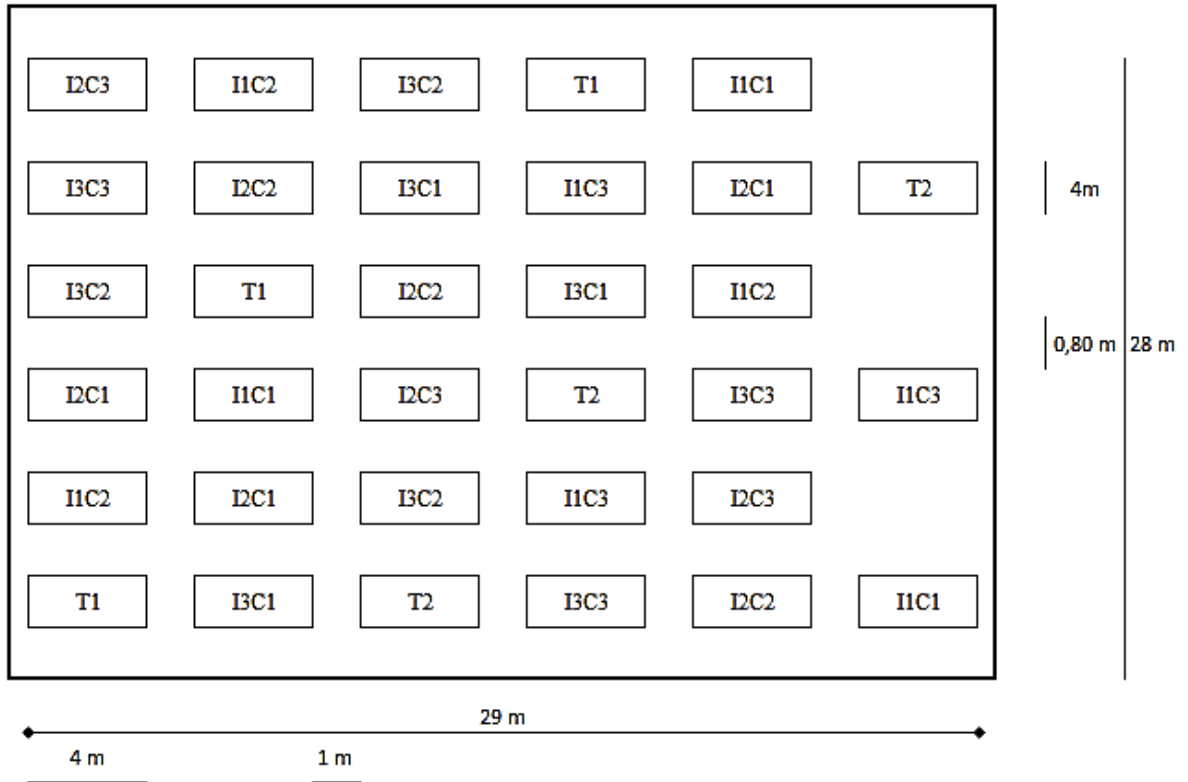 I2C3 I1C2 I3C2 T1 I1C1
I3C3 I2C2 I3C1 I1C3 I2C1 T2 4m
I3C2 T1 I2C2 I3C1 I1C2
0,80 m 28 m
I2C1 I1C1 I2C3 T2 I3C3 I1C3
I1C2 I2C1 I3C2 I1C3 I2C3
T1 I3C1 T2 I3C3 I2C2 I1C1
29 m
4 m 1 m